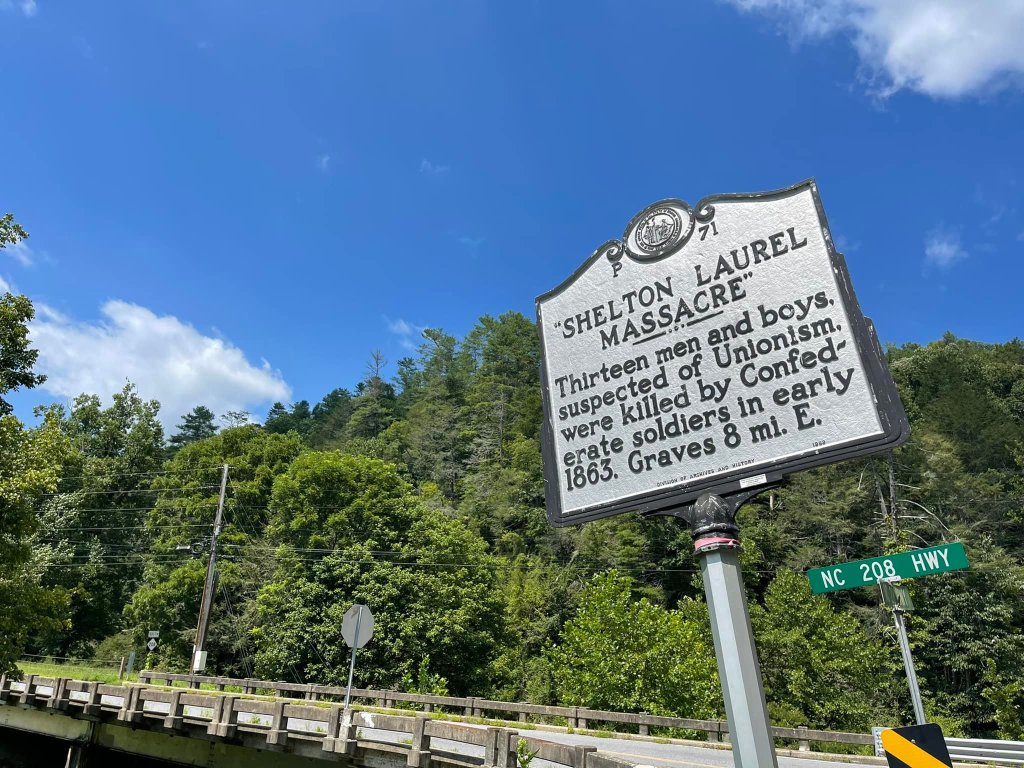 P 71
"SHELTON LAUREL
MASSACRE"
Thirteen men and boys,
suspected of Unionism,
were killed by Confed-
erate soldiers in early
1863. Graves 8 mi. E.
DIVISION OF ARCHIVES AND HISTORY
NC 208 HWY